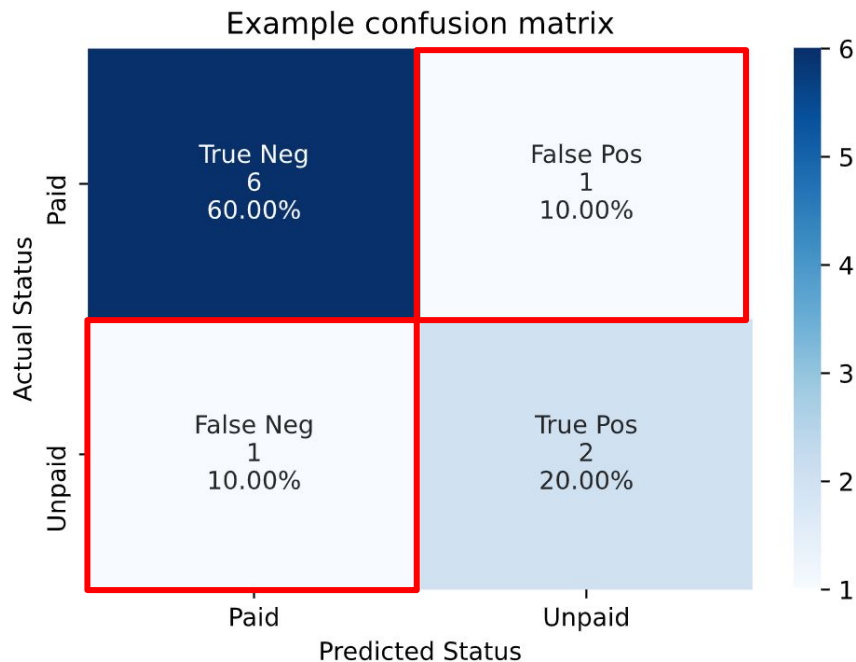 Example confusion matrix
True Neg
6
60.00%
False Pos
1
10.00%
False Neg
1
10.00%
True Pos
2
20.00%
Actual Status
Paid
Unpaid
Paid
Unpaid
Predicted Status
6
5
4
3
2
1